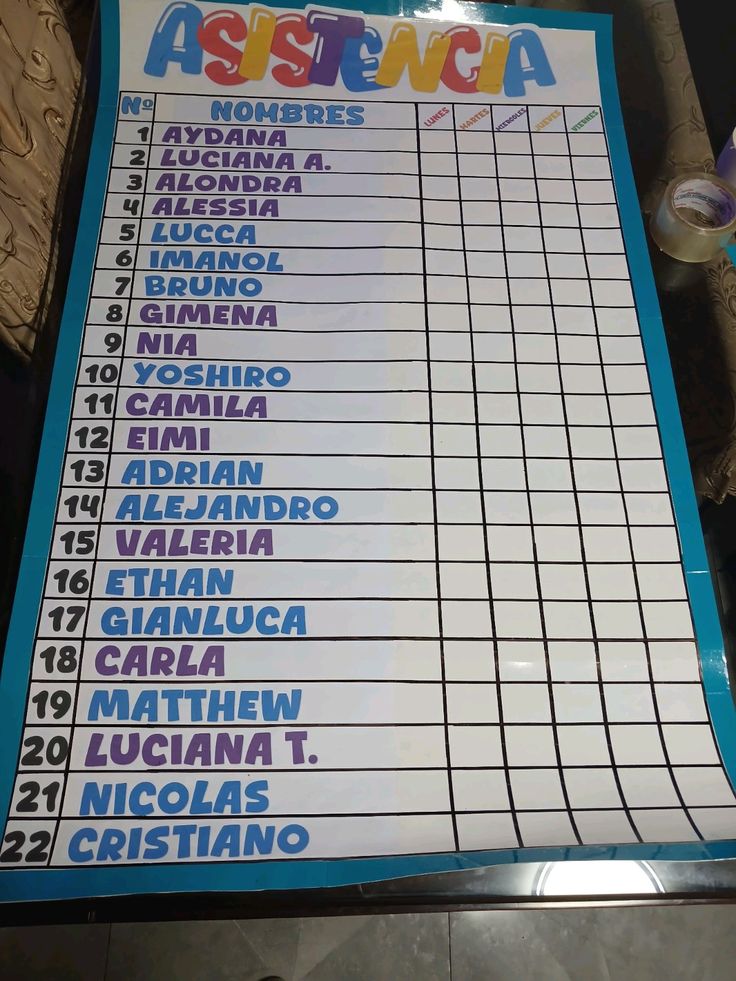 ASISTENCIA
Nº NOMBRES LUNES MARTES MIERCOLES JUEVES VIERNES
1 AYDANA
2 LUCIANA A.
3 ALONDRA
4 ALESSIA
5 LUCCA
6 IMANOL
7 BRUNO
8 GIMENA
9 NIA
10 YOSHIRO
11 CAMILA
12 EIMI
13 ADRIAN
14 ALEJANDRO
15 VALERIA
16 ETHAN
17 GIANLUCA
18 CARLA
19 MATTHEW
20 LUCIANA T.
21 NICOLAS
22 CRISTIANO